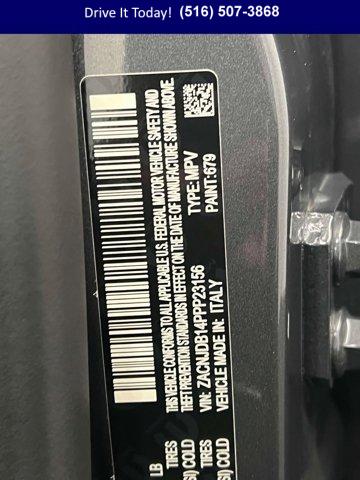 Drive It Today! (516) 507-3868
THIS VEHICLE CONFORMS TO ALL APPLICABLE U.S. FEDERAL MOTOR VEHICLE SAFETY AND
THEFT PREVENTION STANDARDS IN EFFECT ON THE DATE OF MANUFACTURE SHOWN ABOVE.
VIN: ZACNJDB14PPP23156 TYPE: MPV
VEHICLE MADE IN: ITALY PAINT: 679
LB
TIRES
SI) COLD
TIRES
SI) COLD